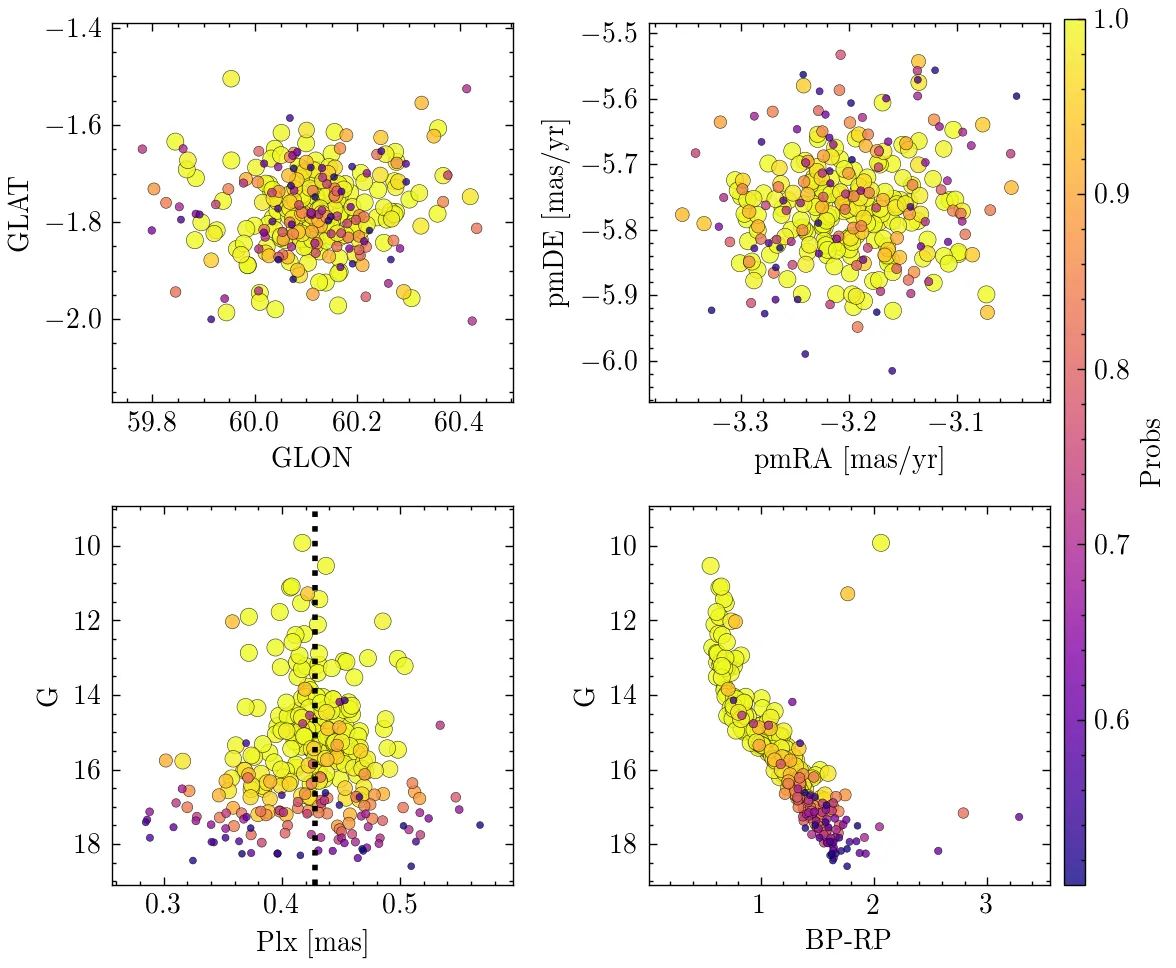 −1.4
−1.6
−1.8
−2.0
GLAT
59.8 60.0 60.2 60.4
GLON
−5.5
−5.6
−5.7
−5.8
−5.9
−6.0
pmDE [mas/yr]
−3.3 −3.2 −3.1
pmRA [mas/yr]
10
12
14
16
18
G
0.3 0.4 0.5
Plx [mas]
10
12
14
16
18
G
1 2 3
BP-RP
1.0
0.9
0.8
0.7
0.6
Probs